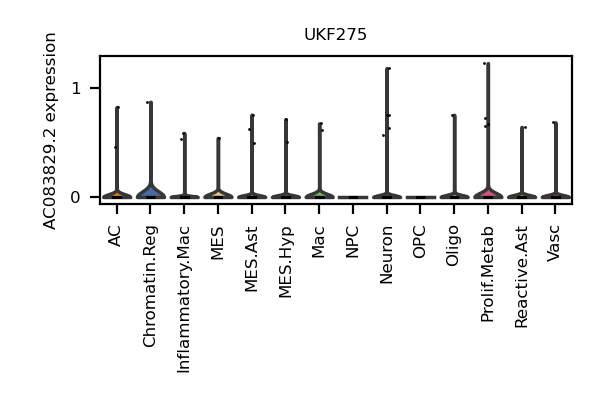 UKF275
AC083829.2 expression
1
0
AC
Chromatin.Reg
Inflammatory.Mac
MES
MES.Ast
MES.Hyp
Mac
NPC
Neuron
OPC
Oligo
Prolif.Metab
Reactive.Ast
Vasc